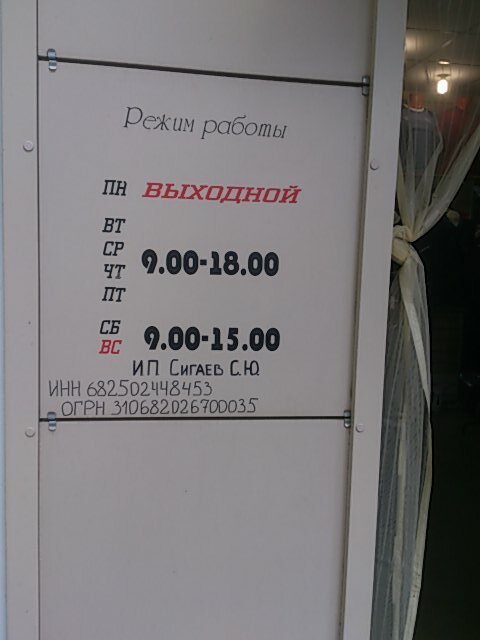 Режим работы
ПН ВЫХОДНОЙ
ВТ
СР
ЧТ 9.00-18.00
ПТ
СБ 9.00-15.00
ВС
ИП Сигаев С.Ю.
ИНН 682502448453
ОГРН 310682026700035